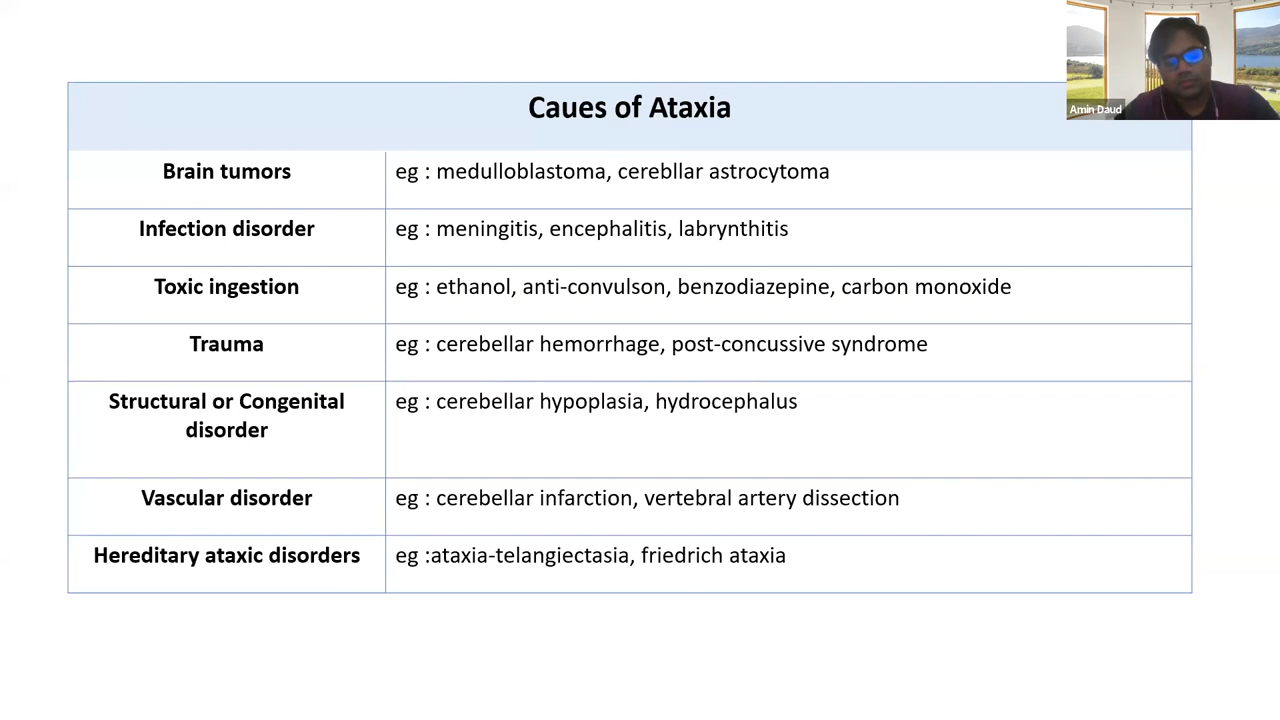 Caues of Ataxia
Amin Daud
Brain tumors
eg : medulloblastoma, cerebllar astrocytoma
Infection disorder
eg : meningitis, encephalitis, labrynthitis
Toxic ingestion
eg : ethanol, anti-convulson, benzodiazepine, carbon monoxide
Trauma
eg : cerebellar hemorrhage, post-concussive syndrome
Structural or Congenital
disorder
eg : cerebellar hypoplasia, hydrocephalus
Vascular disorder
eg : cerebellar infarction, vertebral artery dissection
Hereditary ataxic disorders
eg :ataxia-telangiectasia, friedrich ataxia